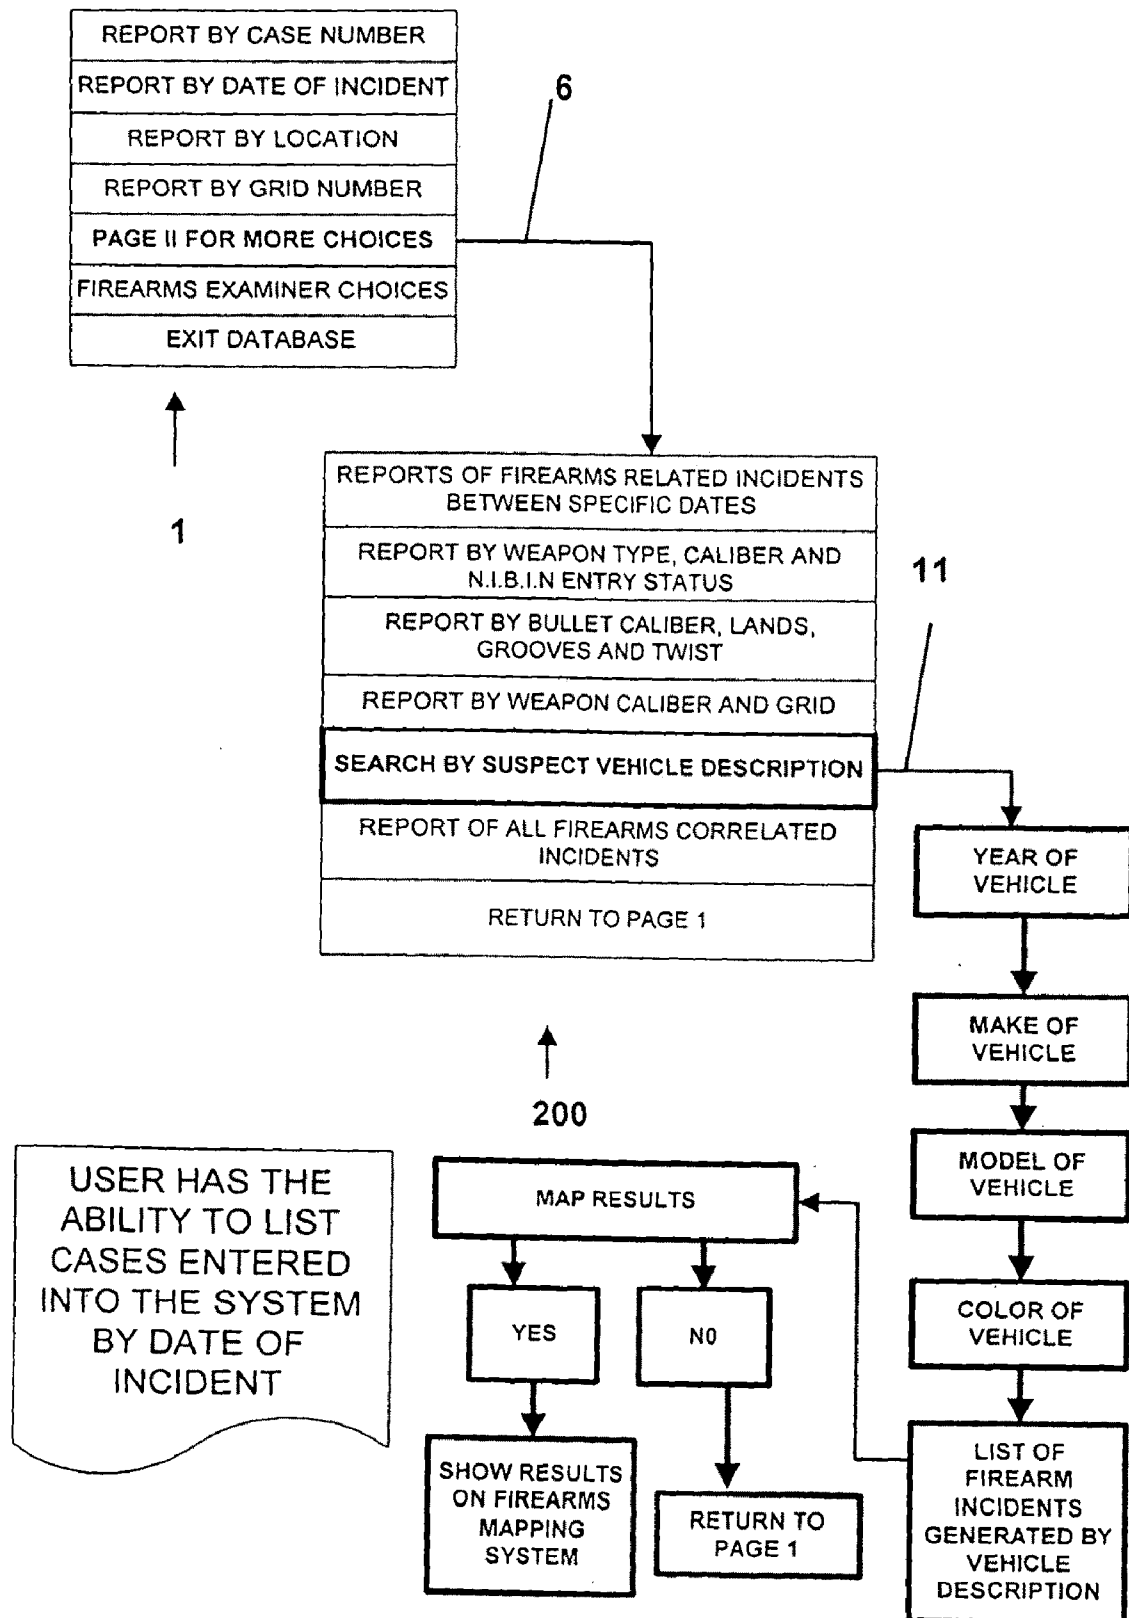 REPORT BY CASE NUMBER
REPORT BY DATE OF INCIDENT
REPORT BY LOCATION
REPORT BY GRID NUMBER
PAGE II FOR MORE CHOICES
FIREARMS EXAMINER CHOICES
EXIT DATABASE
6
1
REPORTS OF FIREARMS RELATED INCIDENTS
BETWEEN SPECIFIC DATES
REPORT BY WEAPON TYPE, CALIBER AND
N.I.B.I.N ENTRY STATUS
REPORT BY BULLET CALIBER, LANDS,
GROOVES AND TWIST
REPORT BY WEAPON CALIBER AND GRID
SEARCH BY SUSPECT VEHICLE DESCRIPTION
REPORT OF ALL FIREARMS CORRELATED
INCIDENTS
RETURN TO PAGE 1
11
200
YEAR OF
VEHICLE
MAKE OF
VEHICLE
MODEL OF
VEHICLE
COLOR OF
VEHICLE
LIST OF
FIREARM
INCIDENTS
GENERATED BY
VEHICLE
DESCRIPTION
MAP RESULTS
YES
N0
SHOW RESULTS
ON FIREARMS
MAPPING
SYSTEM
RETURN TO
PAGE 1
USER HAS THE
ABILITY TO LIST
CASES ENTERED
INTO THE SYSTEM
BY DATE OF
INCIDENT